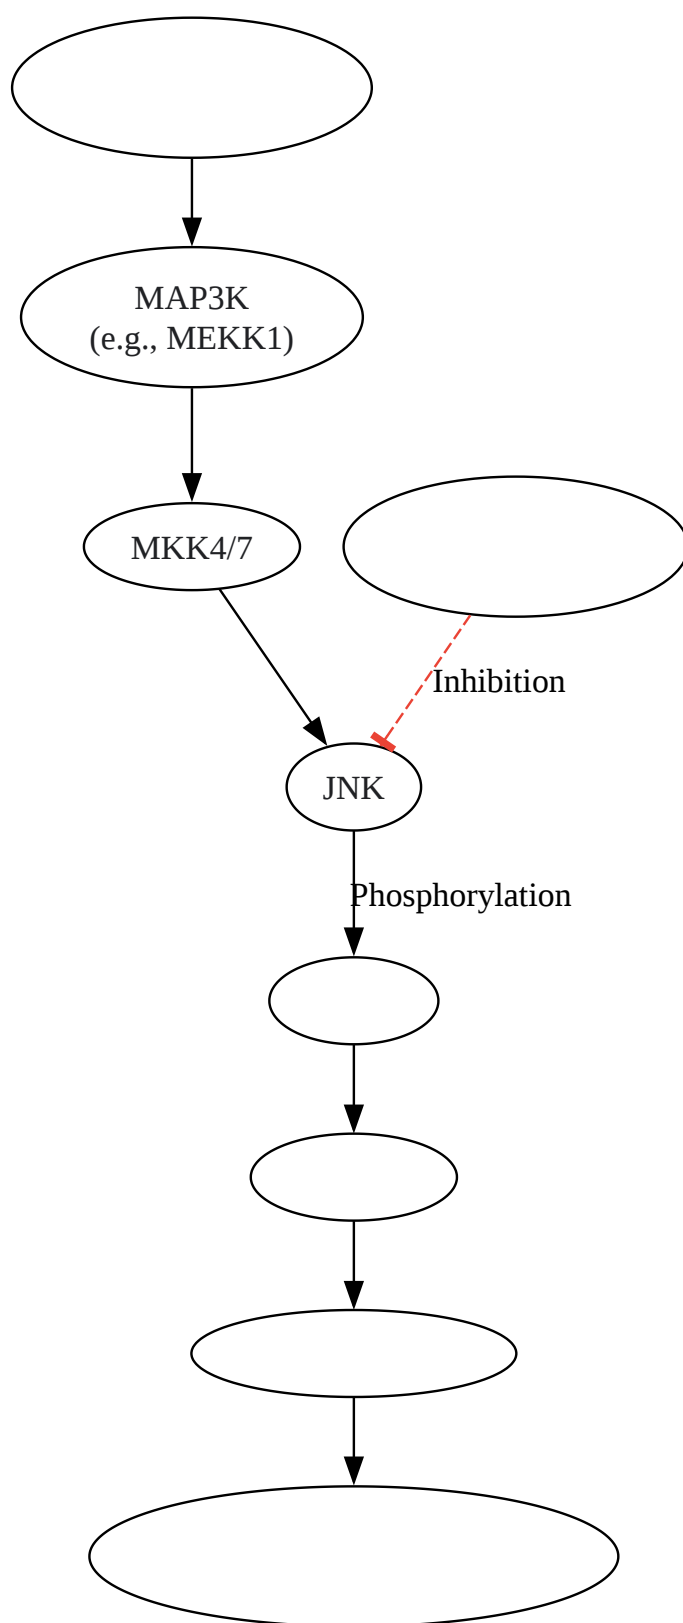 MAP3K
(e.g., MEKK1)
MKK4/7
Inhibition
JNK
Phosphorylation